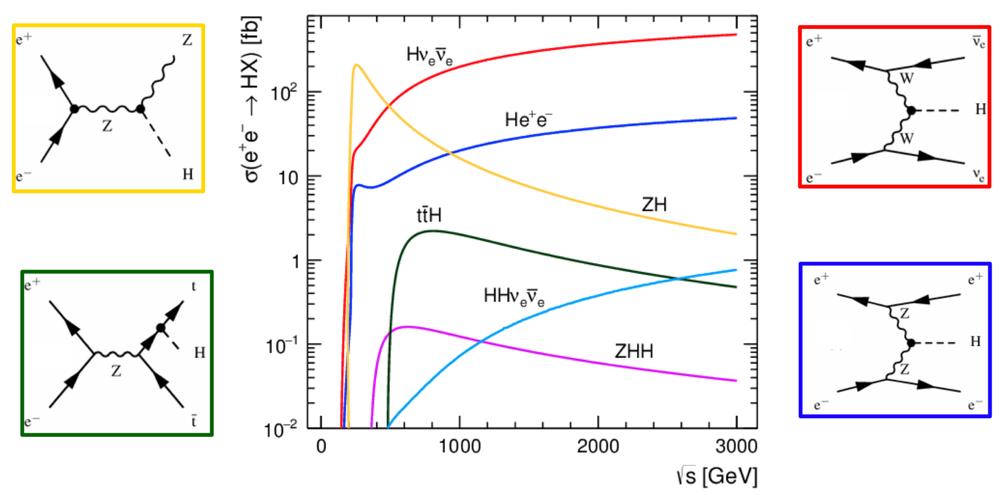 e⁺ Z
Z
e⁻ H
e⁺ t
H
Z
e⁻ t̄
σ(e⁺e⁻ → HX) [fb]
10²
10
1
10⁻¹
10⁻²
Hνₑν̄ₑ
He⁺e⁻
ZH
tt̄H
HHνₑν̄ₑ
ZHH
0 1000 2000 3000
√s [GeV]
e⁺ ν̄ₑ
W
H
W
e⁻ νₑ
e⁺ e⁺
Z
H
Z
e⁻ e⁻